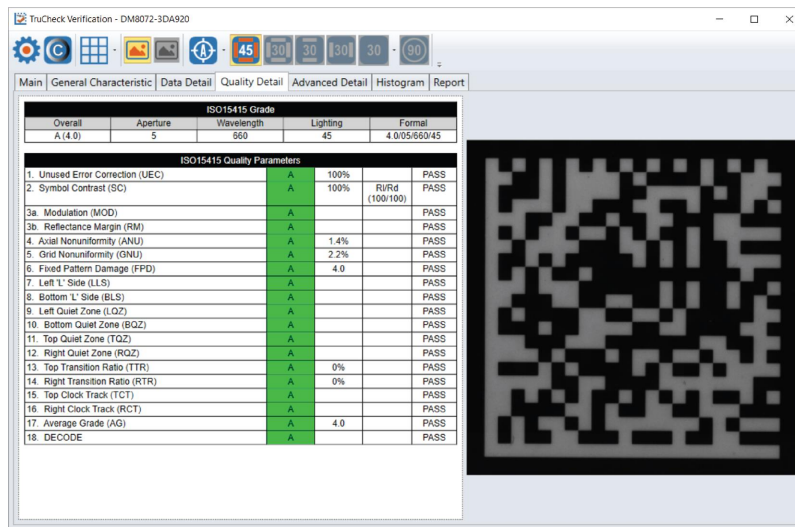 TruCheck Verification - DM8072-3DA920
C A 45 30 30 30 30 90
Main General Characteristic Data Detail Quality Detail Advanced Detail Histogram Report
ISO15415 Grade
Overall Aperture Wavelength Lighting Formal
A (4.0) 5 660 45 4.0/05/660/45
ISO15415 Quality Parameters
1. Unused Error Correction (UEC) A 100% PASS
2. Symbol Contrast (SC) A 100% Rl/Rd PASS
(100/100)
3a. Modulation (MOD) A PASS
3b. Reflectance Margin (RM) A PASS
4. Axial Nonuniformity (ANU) A 1.4% PASS
5. Grid Nonuniformity (GNU) A 2.2% PASS
6. Fixed Pattern Damage (FPD) A 4.0 PASS
7. Left 'L' Side (LLS) A PASS
8. Bottom 'L' Side (BLS) A PASS
9. Left Quiet Zone (LQZ) A PASS
10. Bottom Quiet Zone (BQZ) A PASS
11. Top Quiet Zone (TQZ) A PASS
12. Right Quiet Zone (RQZ) A PASS
13. Top Transition Ratio (TTR) A 0% PASS
14. Right Transition Ratio (RTR) A 0% PASS
15. Top Clock Track (TCT) A PASS
16. Right Clock Track (RCT) A PASS
17. Average Grade (AG) A 4.0 PASS
18. DECODE A PASS